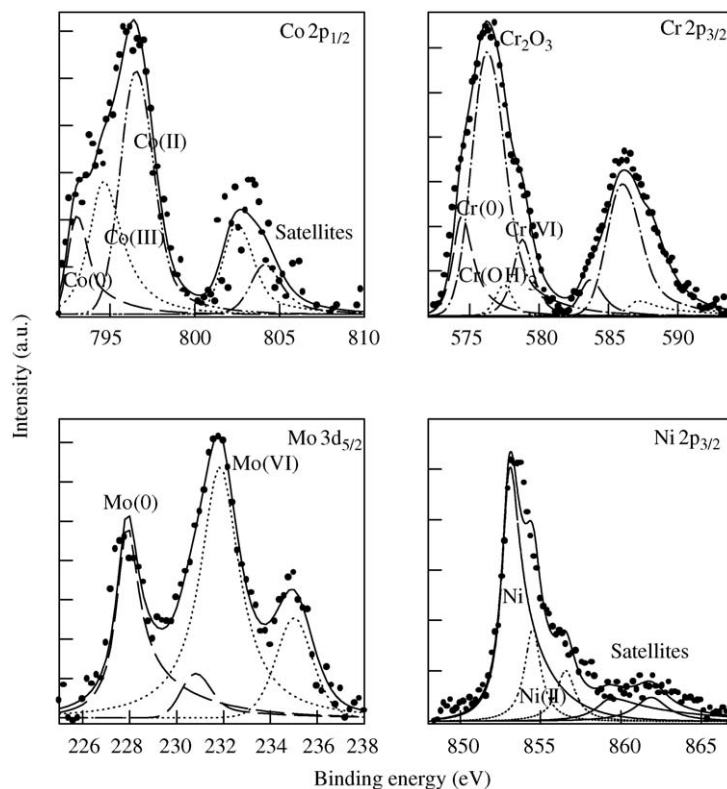 Co 2p1/2
Co(II)
Co(III)
Co(0)
Satellites
795 800 804 806 810
Cr 2p3/2
Cr2O3
Cr(0)
Cr(VI)
Cr(OH)3
575 580 585 590
Intensity (a.u.)
Mo 3d5/2
Mo(VI)
Mo(0)
226 228 230 232 234 236 238
Ni 2p3/2
Ni
Ni(II)
Satellites
850 855 860 865
Binding energy (eV)